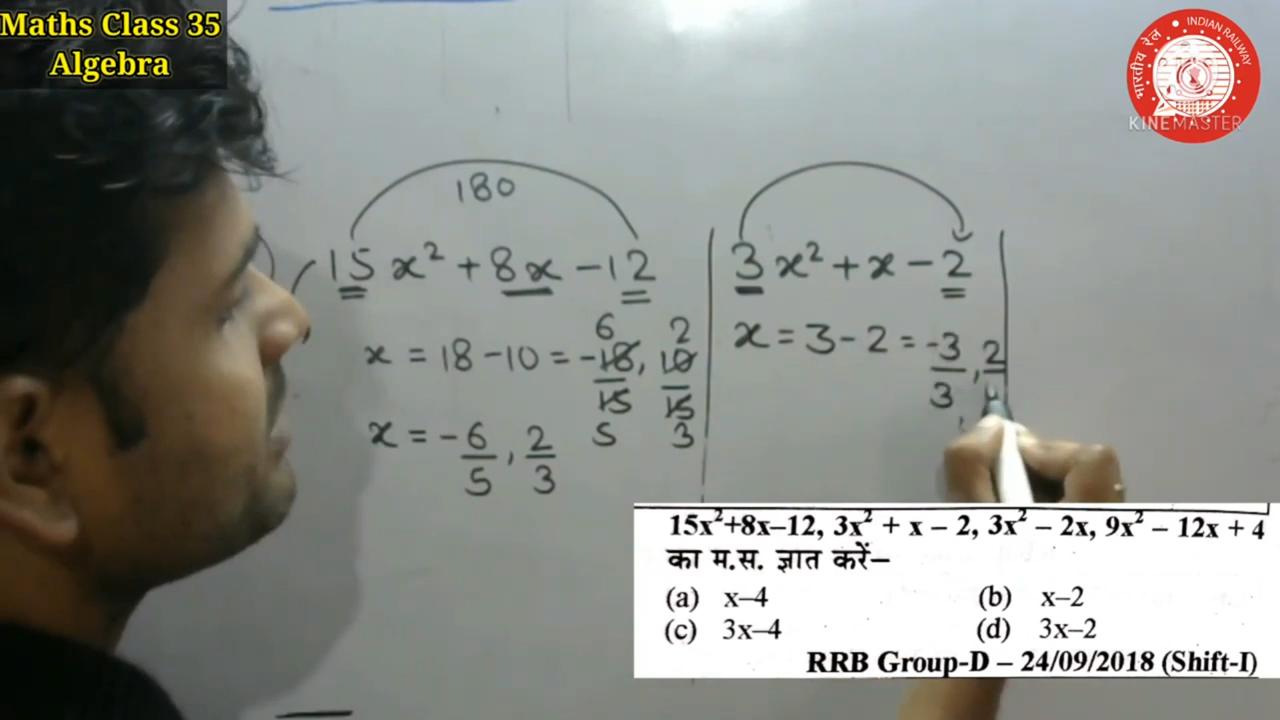 Maths Class 35
Algebra
भारतीय रेल INDIAN RAILWAY
KINEMASTER
180
15x² + 8x - 12
3x² + x - 2
x = 18 - 10 = -18/15, 10/15
6 2
5 3
x = -6/5, 2/3
x = 3 - 2 = -3/3, 2
15x²+8x–12, 3x² + x – 2, 3x² – 2x, 9x² – 12x + 4
का म.स. ज्ञात करें–
(a) x–4 (b) x–2
(c) 3x–4 (d) 3x–2
RRB Group-D – 24/09/2018 (Shift-I)